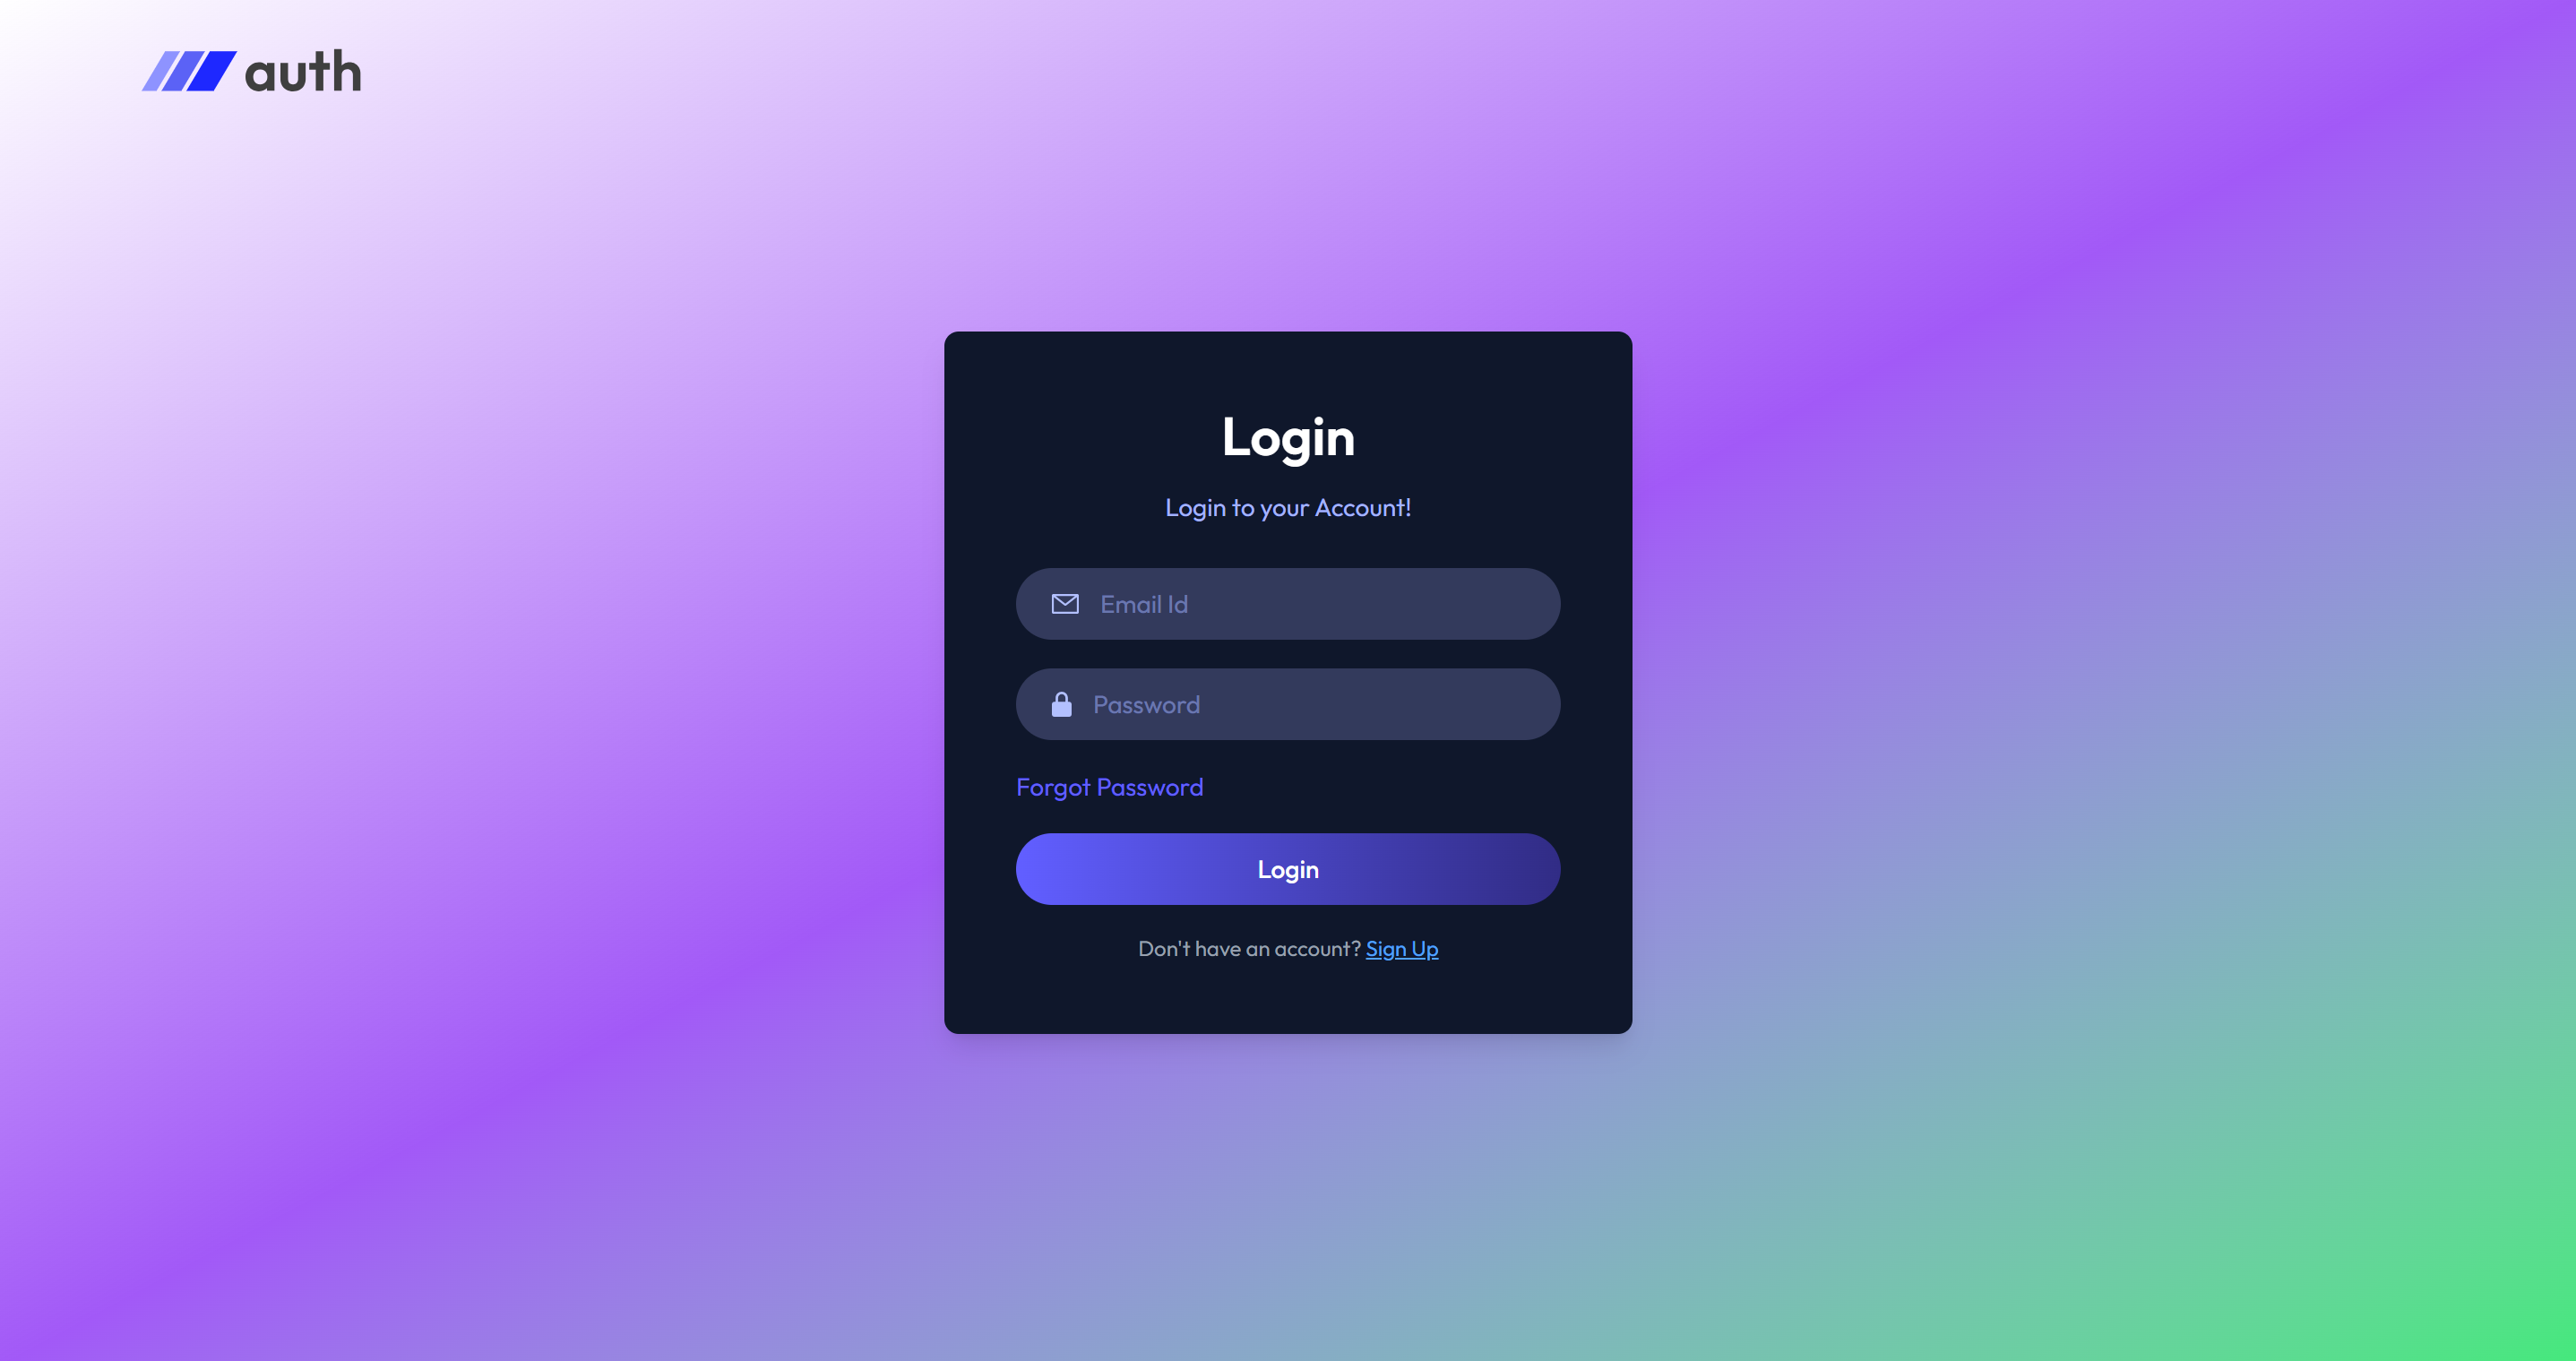 auth
Login
Login to your Account!
Email Id
Password
Forgot Password
Login
Don't have an account? Sign Up